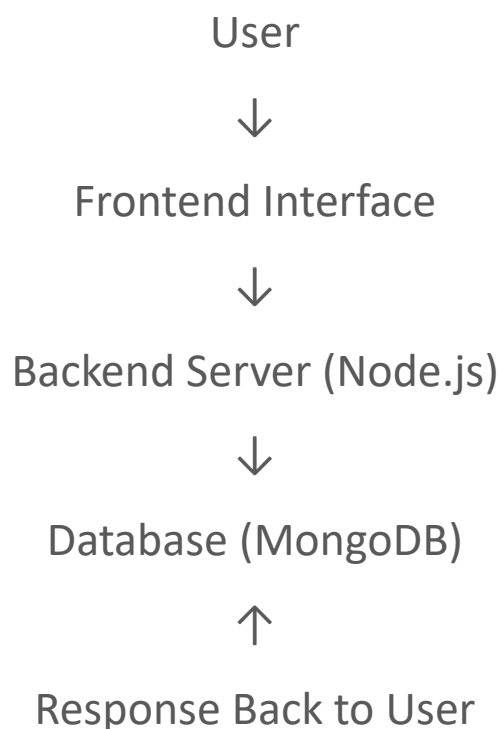 User
↓
Frontend Interface
↓
Backend Server (Node.js)
↓
Database (MongoDB)
↑
Response Back to User